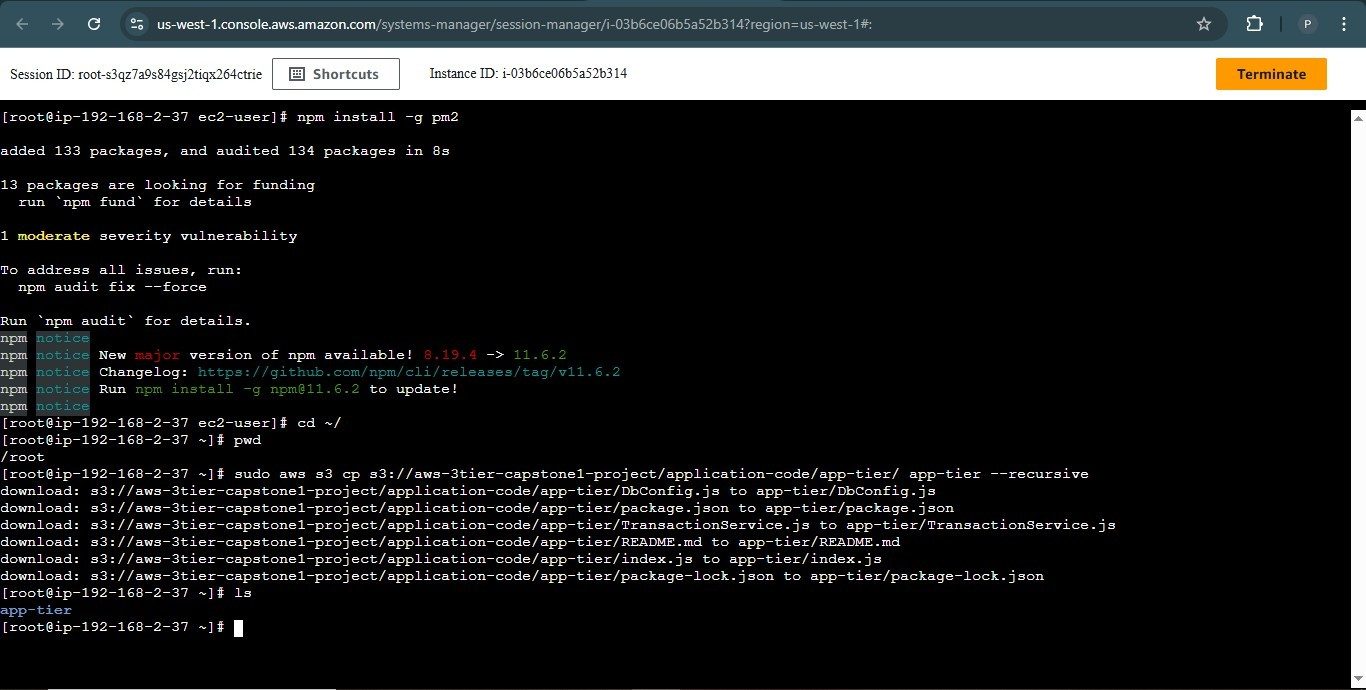 us-west-1.console.aws.amazon.com/systems-manager/session-manager/i-03b6ce06b5a52b314?region=us-west-1#:
P
Session ID: root-s3qz7a9s84gsj2tiqx264ctrie
Shortcuts
Instance ID: i-03b6ce06b5a52b314
Terminate
[root@ip-192-168-2-37 ec2-user]# npm install -g pm2
added 133 packages, and audited 134 packages in 8s
13 packages are looking for funding
run `npm fund` for details
1 moderate severity vulnerability
To address all issues, run:
npm audit fix --force
Run `npm audit` for details.
npm notice
npm notice New major version of npm available! 8.19.4 -> 11.6.2
npm notice Changelog: https://github.com/npm/cli/releases/tag/v11.6.2
npm notice Run npm install -g npm@11.6.2 to update!
npm notice
[root@ip-192-168-2-37 ec2-user]# cd ~/
[root@ip-192-168-2-37 ~]# pwd
/root
[root@ip-192-168-2-37 ~]# sudo aws s3 cp s3://aws-3tier-capstone1-project/application-code/app-tier/ app-tier --recursive
download: s3://aws-3tier-capstone1-project/application-code/app-tier/DbConfig.js to app-tier/DbConfig.js
download: s3://aws-3tier-capstone1-project/application-code/app-tier/package.json to app-tier/package.json
download: s3://aws-3tier-capstone1-project/application-code/app-tier/TransactionService.js to app-tier/TransactionService.js
download: s3://aws-3tier-capstone1-project/application-code/app-tier/README.md to app-tier/README.md
download: s3://aws-3tier-capstone1-project/application-code/app-tier/index.js to app-tier/index.js
download: s3://aws-3tier-capstone1-project/application-code/app-tier/package-lock.json to app-tier/package-lock.json
[root@ip-192-168-2-37 ~]# ls
app-tier
[root@ip-192-168-2-37 ~]#